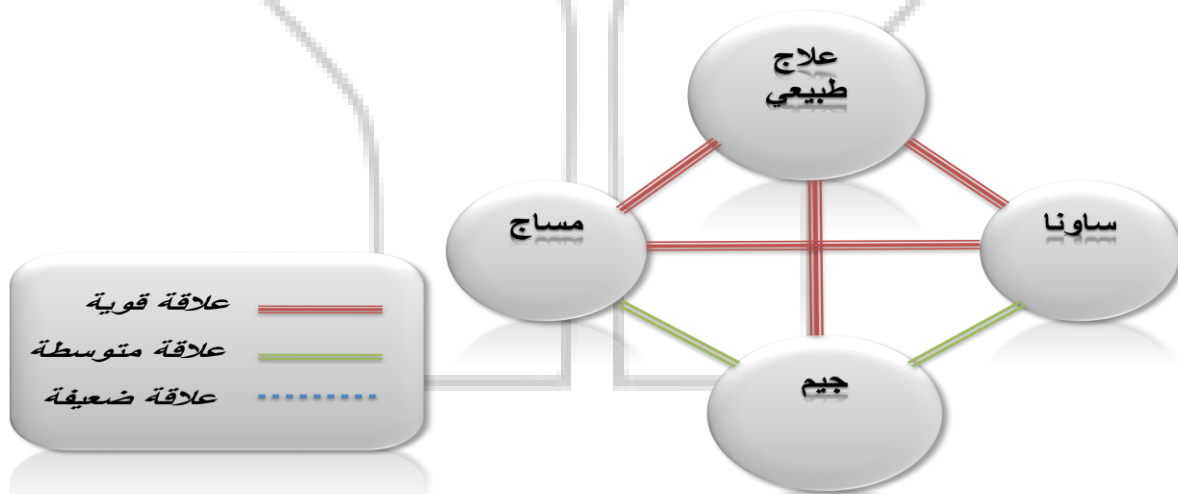 علاج
طبيعي
مساج
ساونا
جيم
علاقة قوية
علاقة متوسطة
علاقة ضعيفة